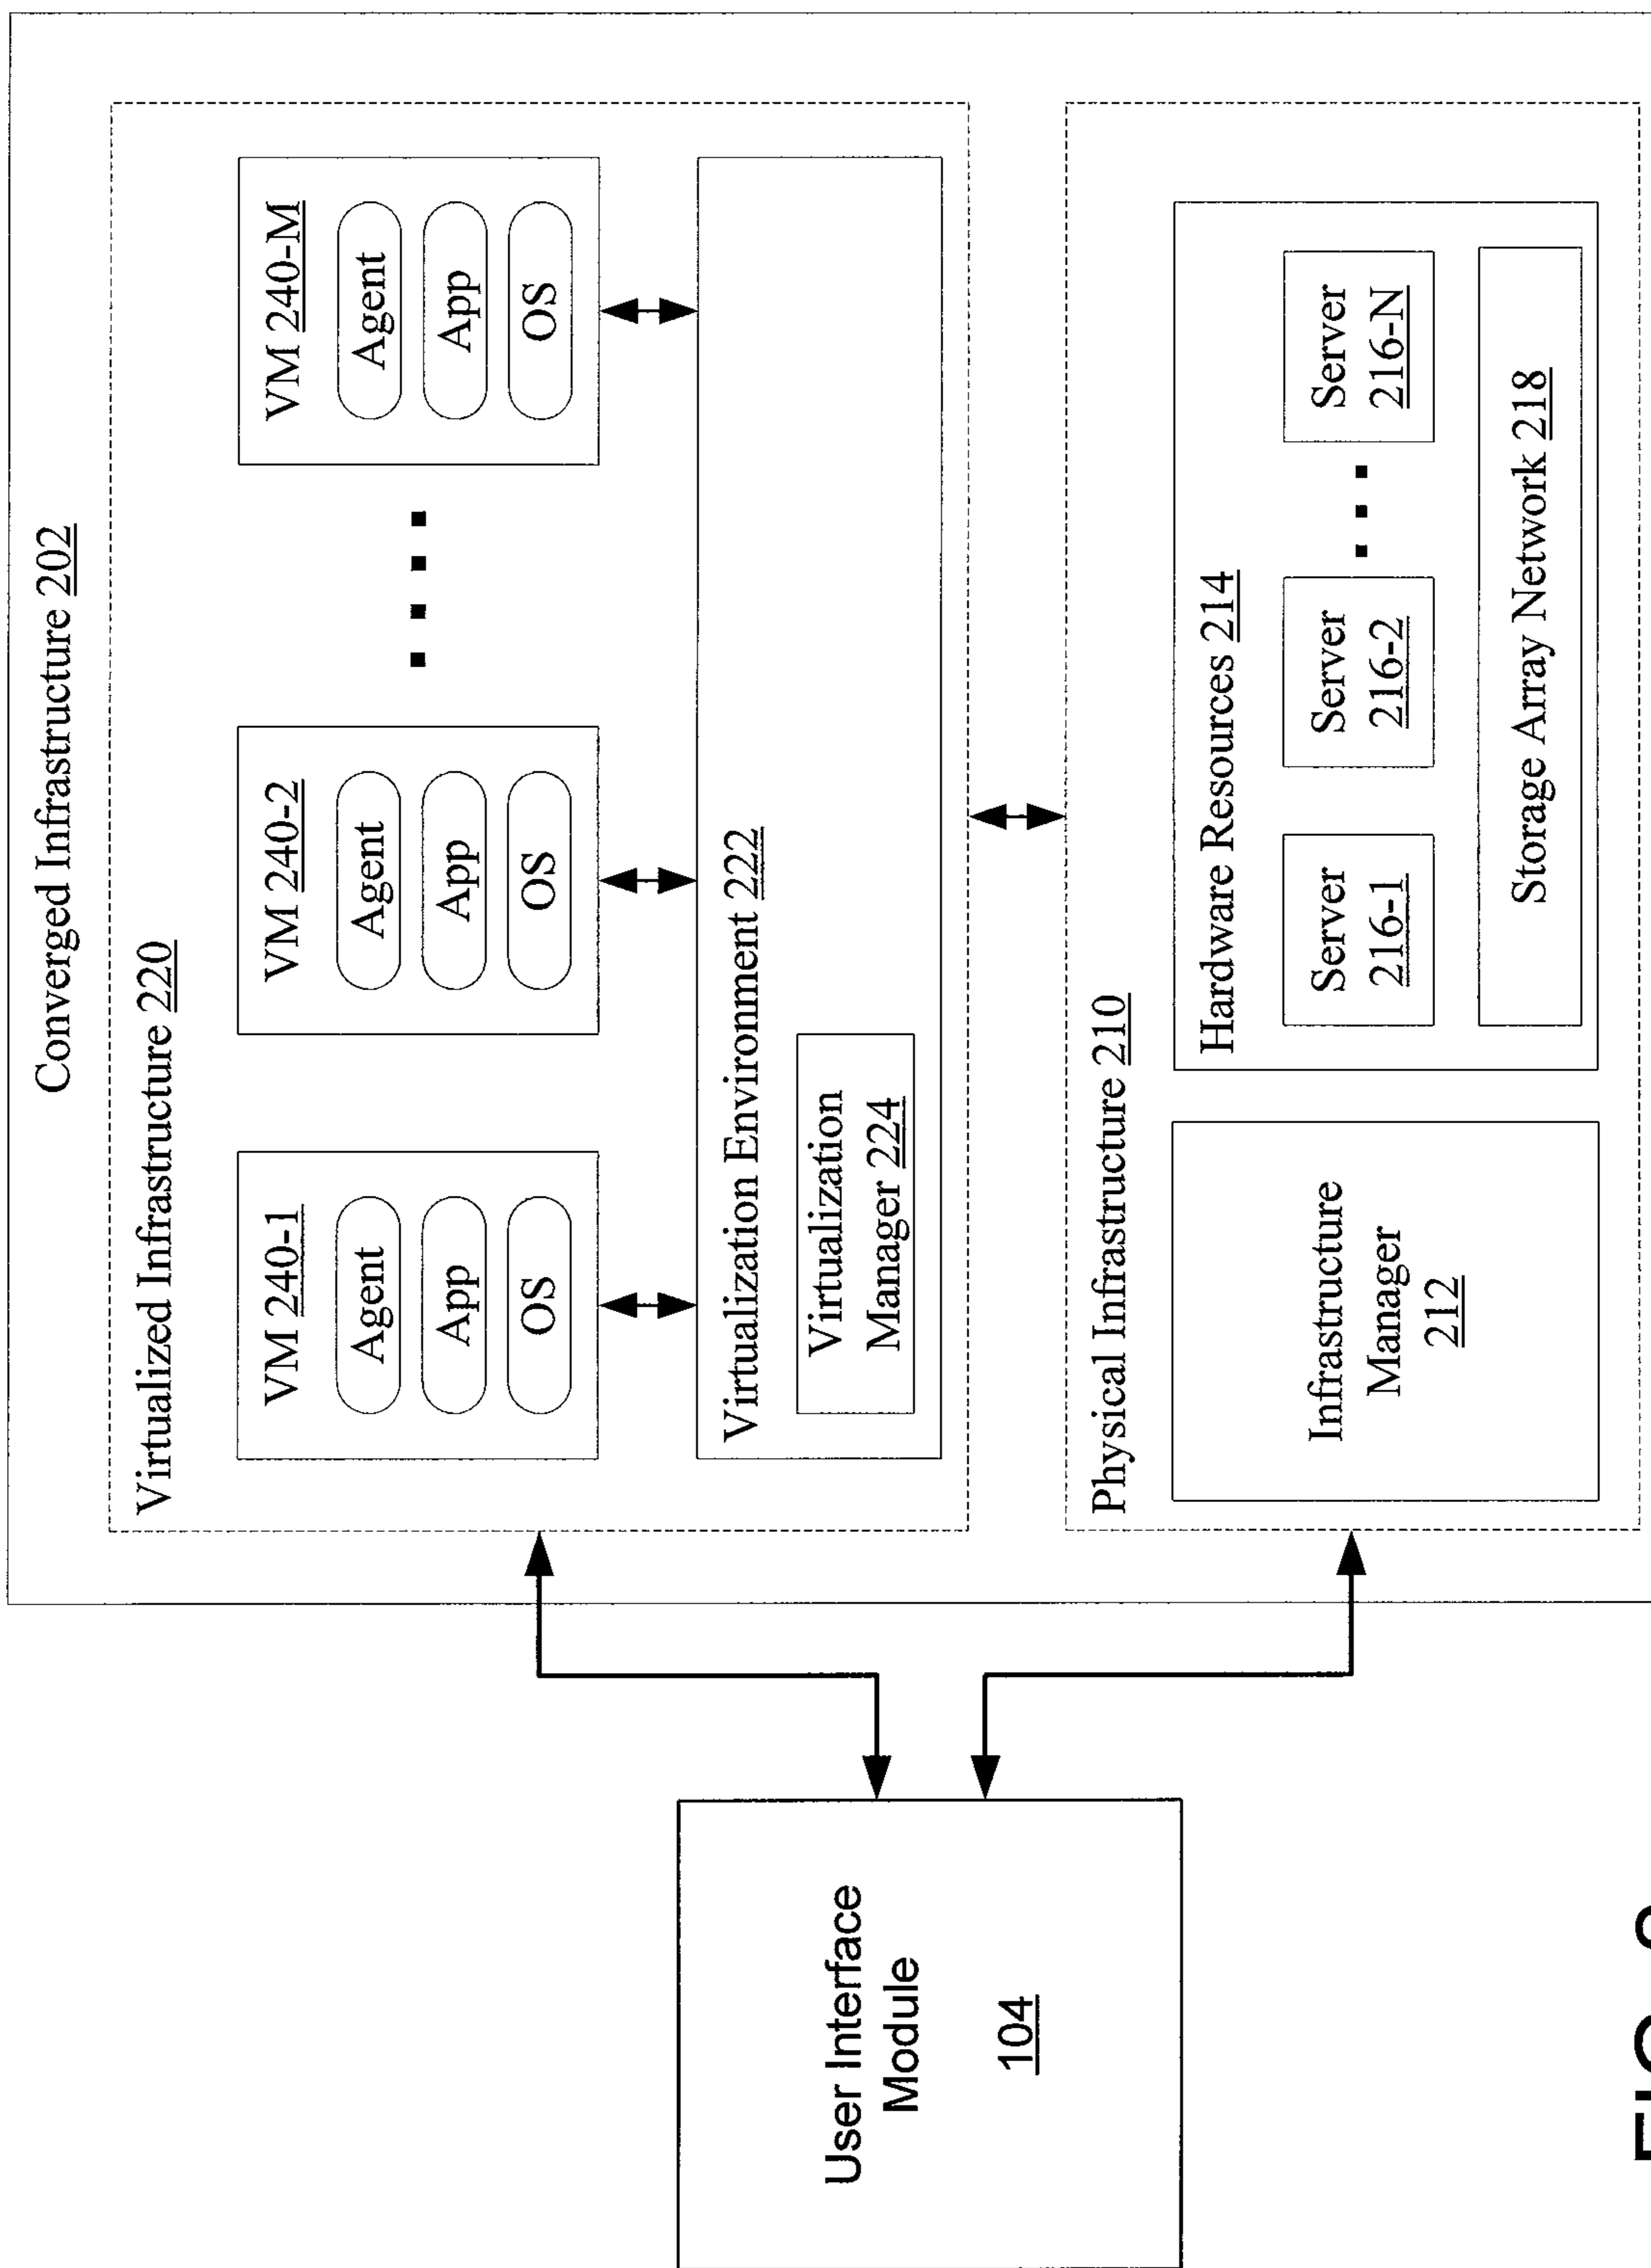 Converged Infrastructure 202
Virtualized Infrastructure 220
VM 240-1
Agent
App
OS
VM 240-2
Agent
App
OS
VM 240-M
Agent
App
OS
Virtualization Environment 222
Virtualization
Manager 224
User Interface
Module
104
Physical Infrastructure 210
Infrastructure
Manager
212
Hardware Resources 214
Server
216-1
Server
216-2
Server
216-N
Storage Array Network 218
FIG.